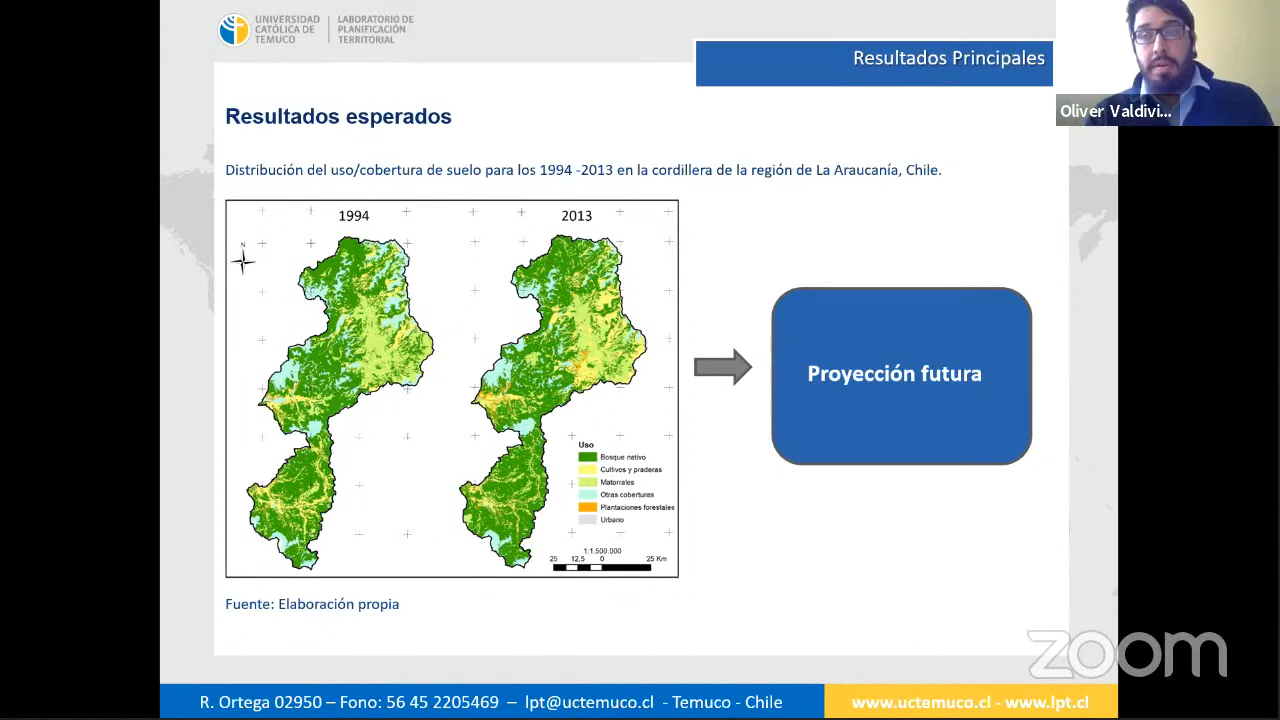 UNIVERSIDAD
CATÓLICA DE
TEMUCO
LABORATORIO DE
PLANIFICACIÓN
TERRITORIAL
Resultados Principales
Oliver Valdivi...
Resultados esperados
Distribución del uso/cobertura de suelo para los 1994 -2013 en la cordillera de la región de La Araucanía, Chile.
1994
2013
N
Proyección futura
Uso
Bosque nativo
Cultivos y praderas
Matorrales
Otras coberturas
Plantaciones forestales
Urbano
1:1.500.000
25 12,5 0 25 Km
Fuente: Elaboración propia
zoom
R. Ortega 02950 – Fono: 56 45 2205469 – lpt@uctemuco.cl - Temuco - Chile
www.uctemuco.cl - www.lpt.cl